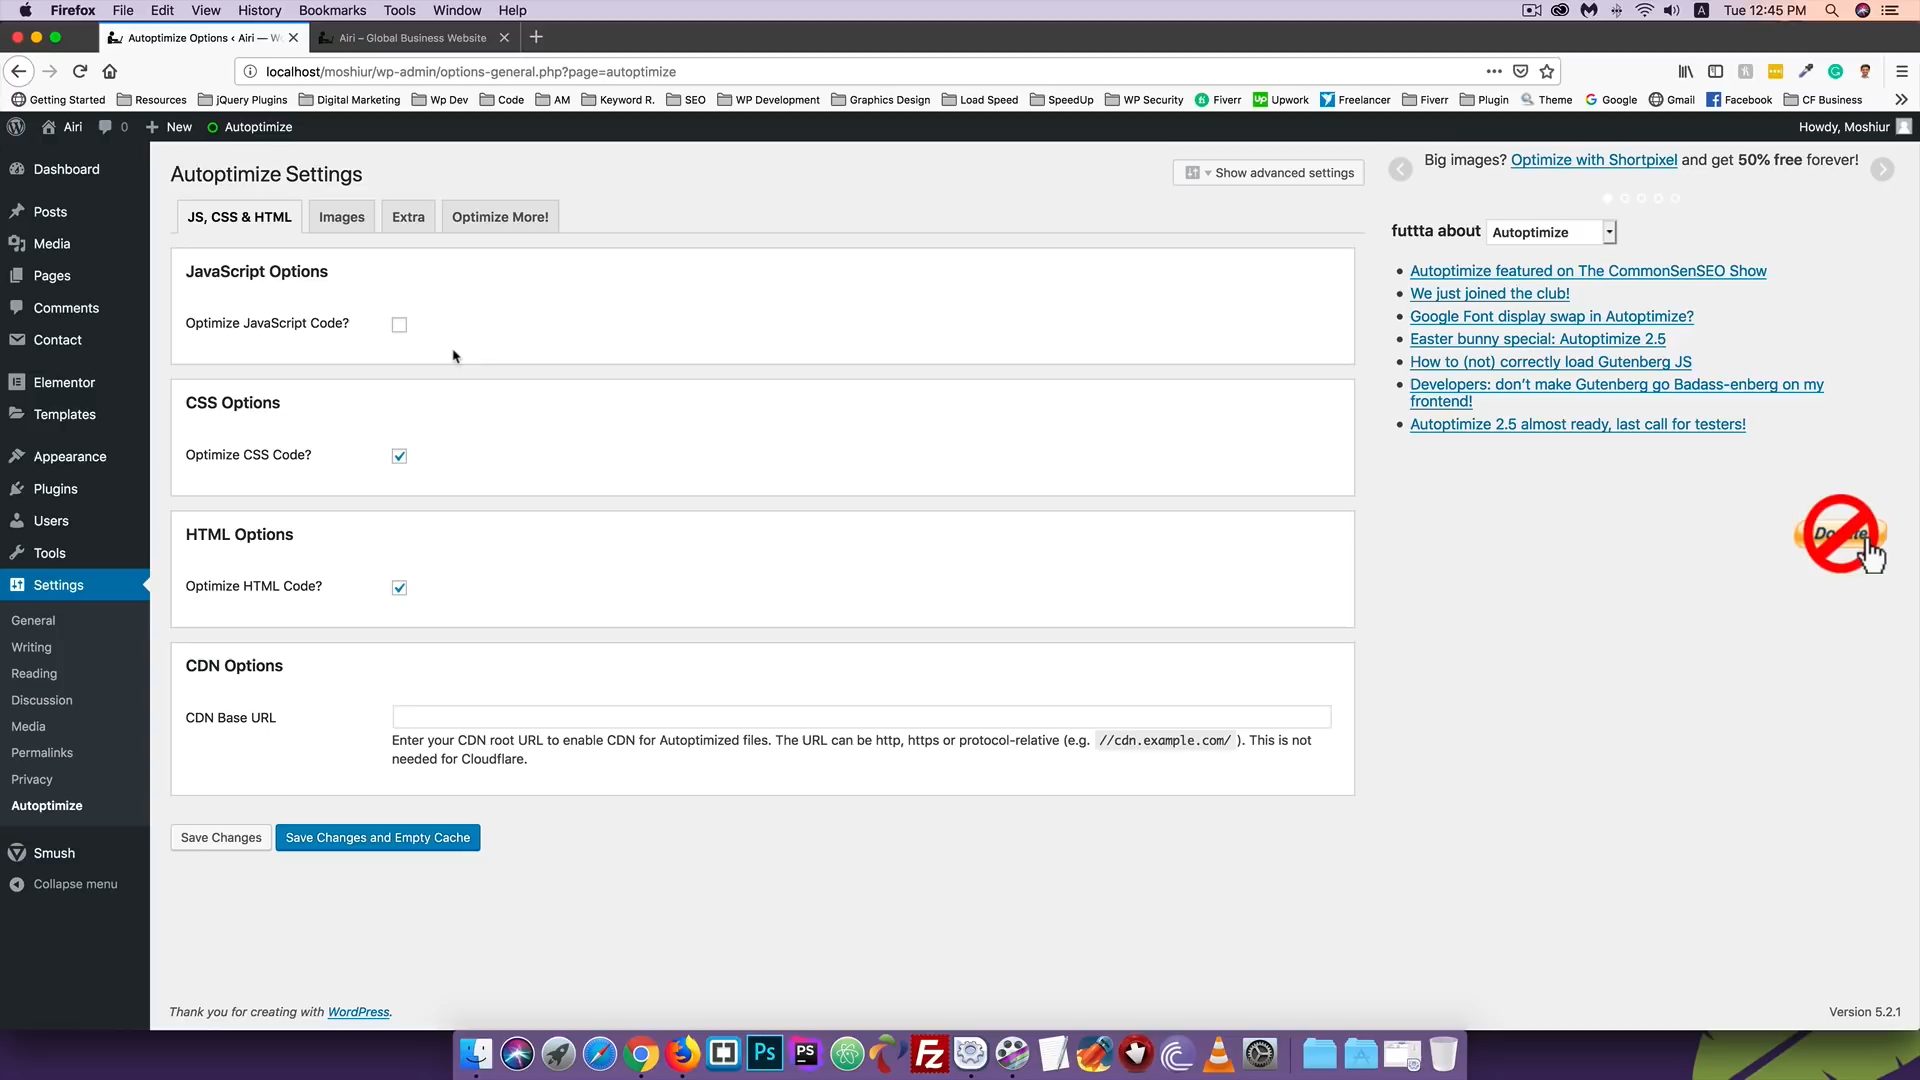 Firefox File Edit View History Bookmarks Tools Window Help
Tue 12:45 PM
Autoptimize Options ‹ Airi — W
Airi – Global Business Website
localhost/moshiur/wp-admin/options-general.php?page=autoptimize
Getting Started Resources jQuery Plugins Digital Marketing Wp Dev Code AM Keyword R. SEO WP Development Graphics Design Load Speed SpeedUp WP Security Fiverr Upwork Freelancer Fiverr Plugin Theme Google Gmail Facebook CF Business
Airi 0 New Autoptimize
Howdy, Moshiur
Dashboard
Posts
Media
Pages
Comments
Contact
Elementor
Templates
Appearance
Plugins
Users
Tools
Settings
General
Writing
Reading
Discussion
Media
Permalinks
Privacy
Autoptimize
Smush
Collapse menu
Autoptimize Settings
Show advanced settings
JS, CSS & HTML
Images
Extra
Optimize More!
JavaScript Options
Optimize JavaScript Code?
CSS Options
Optimize CSS Code?
HTML Options
Optimize HTML Code?
CDN Options
CDN Base URL
Enter your CDN root URL to enable CDN for Autoptimized files. The URL can be http, https or protocol-relative (e.g. //cdn.example.com/ ). This is not
needed for Cloudflare.
Save Changes
Save Changes and Empty Cache
Big images? Optimize with Shortpixel and get 50% free forever!
futtta about Autoptimize
Autoptimize featured on The CommonSenSEO Show
We just joined the club!
Google Font display swap in Autoptimize?
Easter bunny special: Autoptimize 2.5
How to (not) correctly load Gutenberg JS
Developers: don’t make Gutenberg go Badass-enberg on my
frontend!
Autoptimize 2.5 almost ready, last call for testers!
Thank you for creating with WordPress.
Version 5.2.1
Ps
PS
FZ